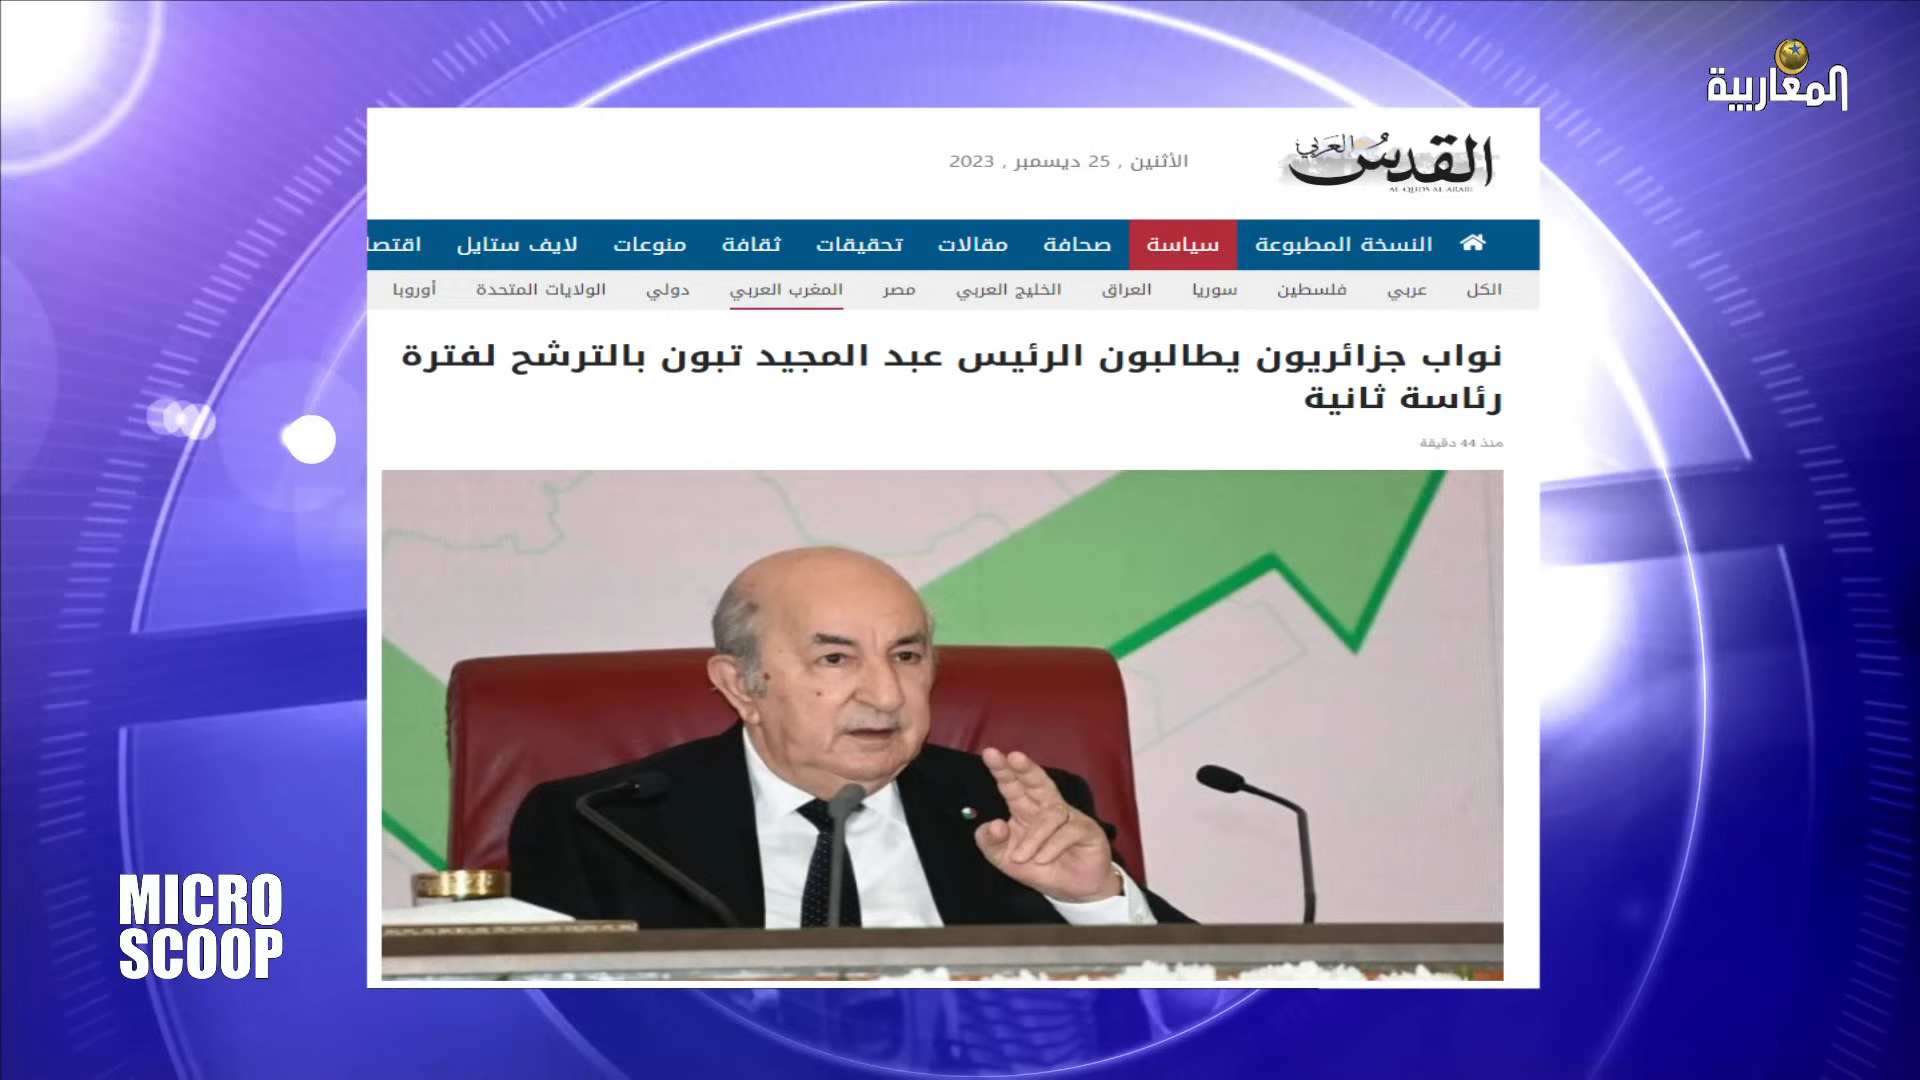 المغاربية
القدس العربي
AL-QUDS AL-ARABI
الأثنين , 25 ديسمبر , 2023
النسخة المطبوعة سياسة صحافة مقالات تحقيقات ثقافة منوعات لايف ستايل اقتصا
الكل عربي فلسطين سوريا العراق الخليج العربي مصر المغرب العربي دولي الولايات المتحدة أوروبا
نواب جزائريون يطالبون الرئيس عبد المجيد تبون بالترشح لفترة
رئاسة ثانية
منذ 44 دقيقة
MICRO
SCOOP